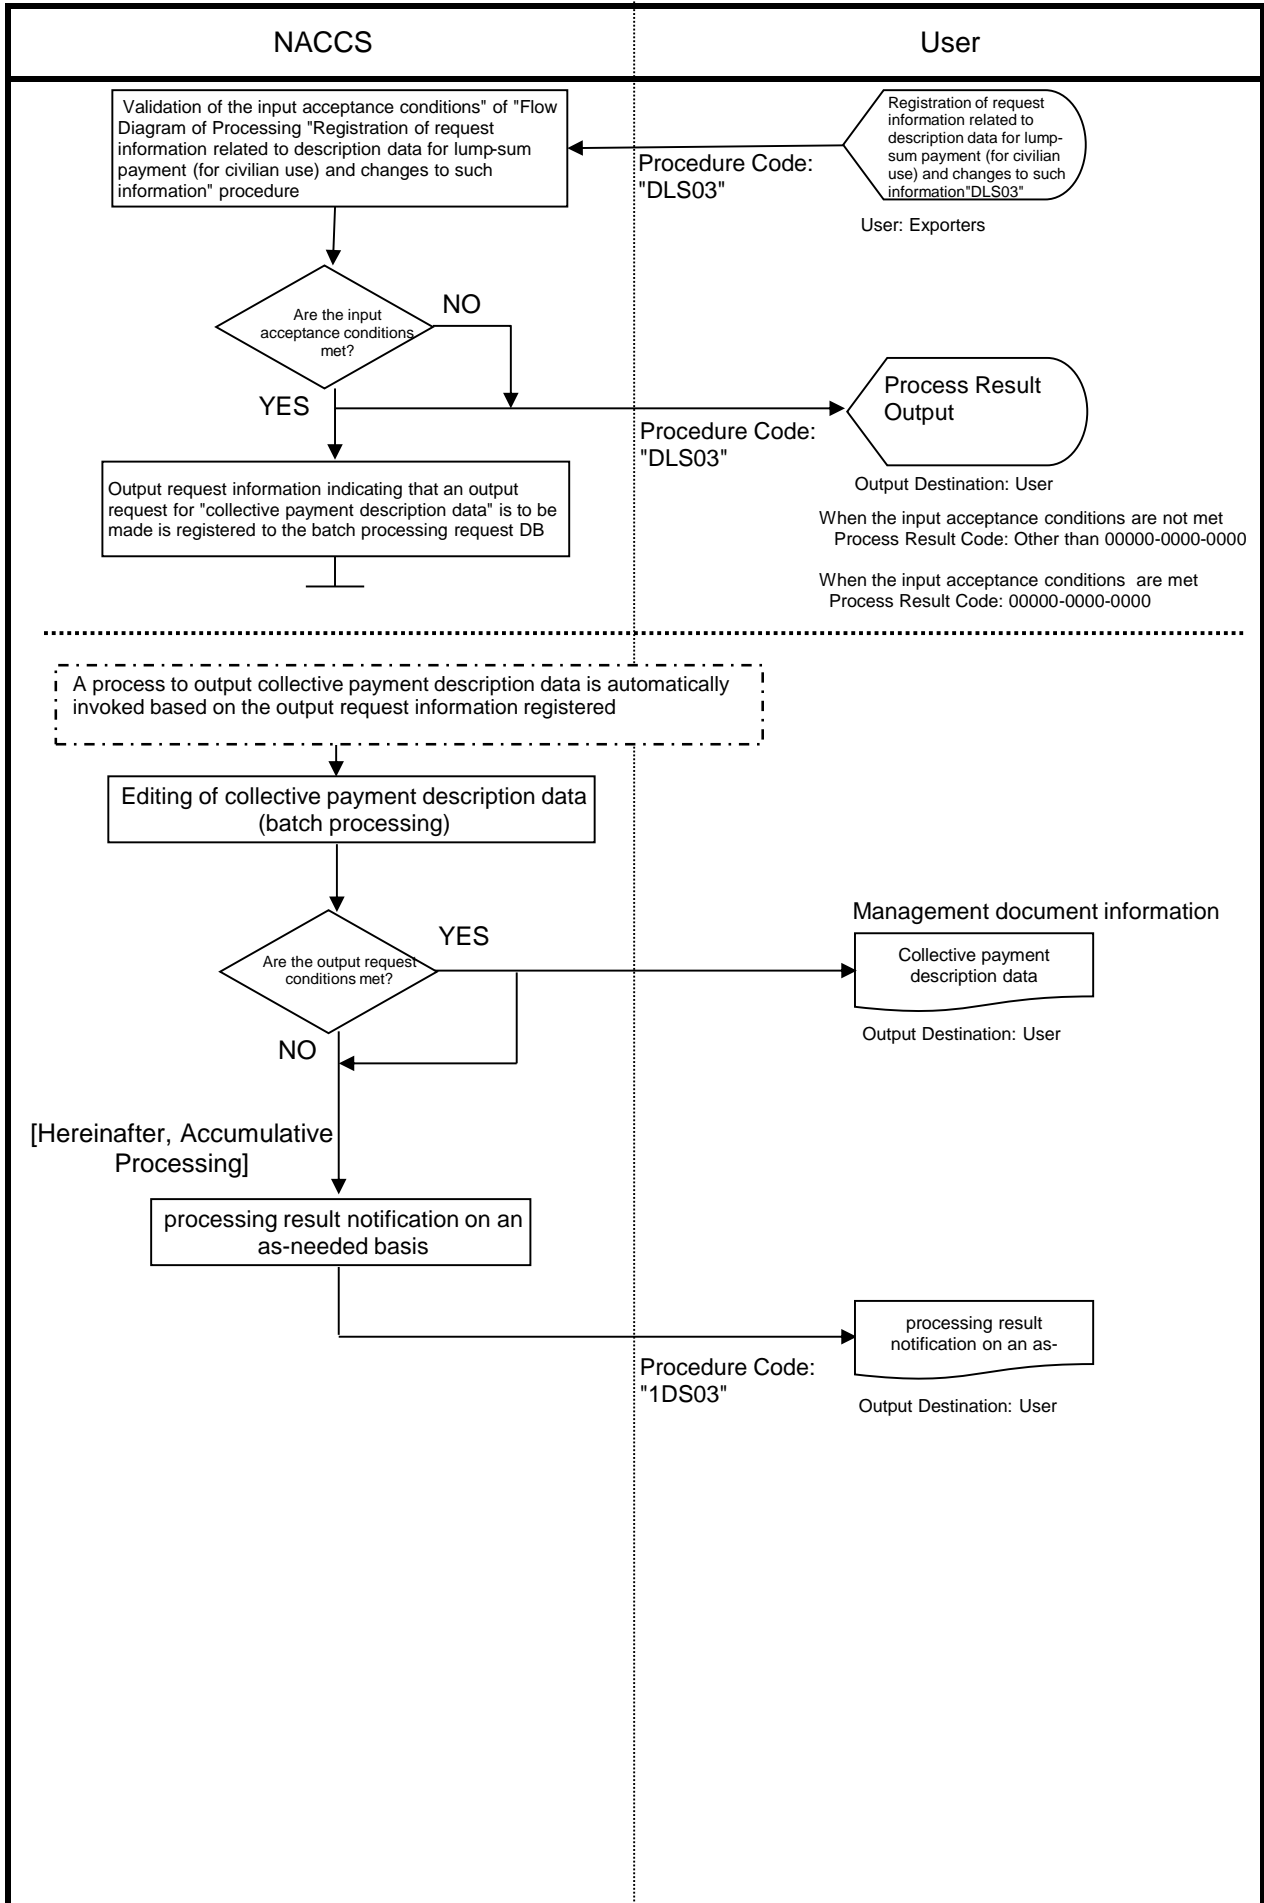 NACCS
User
Validation of the input acceptance conditions" of "Flow
Diagram of Processing "Registration of request
information related to description data for lump-sum
payment (for civilian use) and changes to such
information" procedure
Registration of request
information related to
description data for lump-
sum payment (for civilian
use) and changes to such
information"DLS03"
Procedure Code:
"DLS03"
User: Exporters
Are the input
acceptance conditions
met?
NO
YES
Process Result
Output
Procedure Code:
"DLS03"
Output request information indicating that an output
request for "collective payment description data" is to be
made is registered to the batch processing request DB
Output Destination: User
When the input acceptance conditions are not met
Process Result Code: Other than 00000-0000-0000
When the input acceptance conditions are met
Process Result Code: 00000-0000-0000
A process to output collective payment description data is automatically
invoked based on the output request information registered
Editing of collective payment description data
(batch processing)
Are the output request
conditions met?
YES
NO
Management document information
Collective payment
description data
Output Destination: User
[Hereinafter, Accumulative
Processing]
processing result notification on an
as-needed basis
processing result
notification on an as-
Procedure Code:
"1DS03"
Output Destination: User